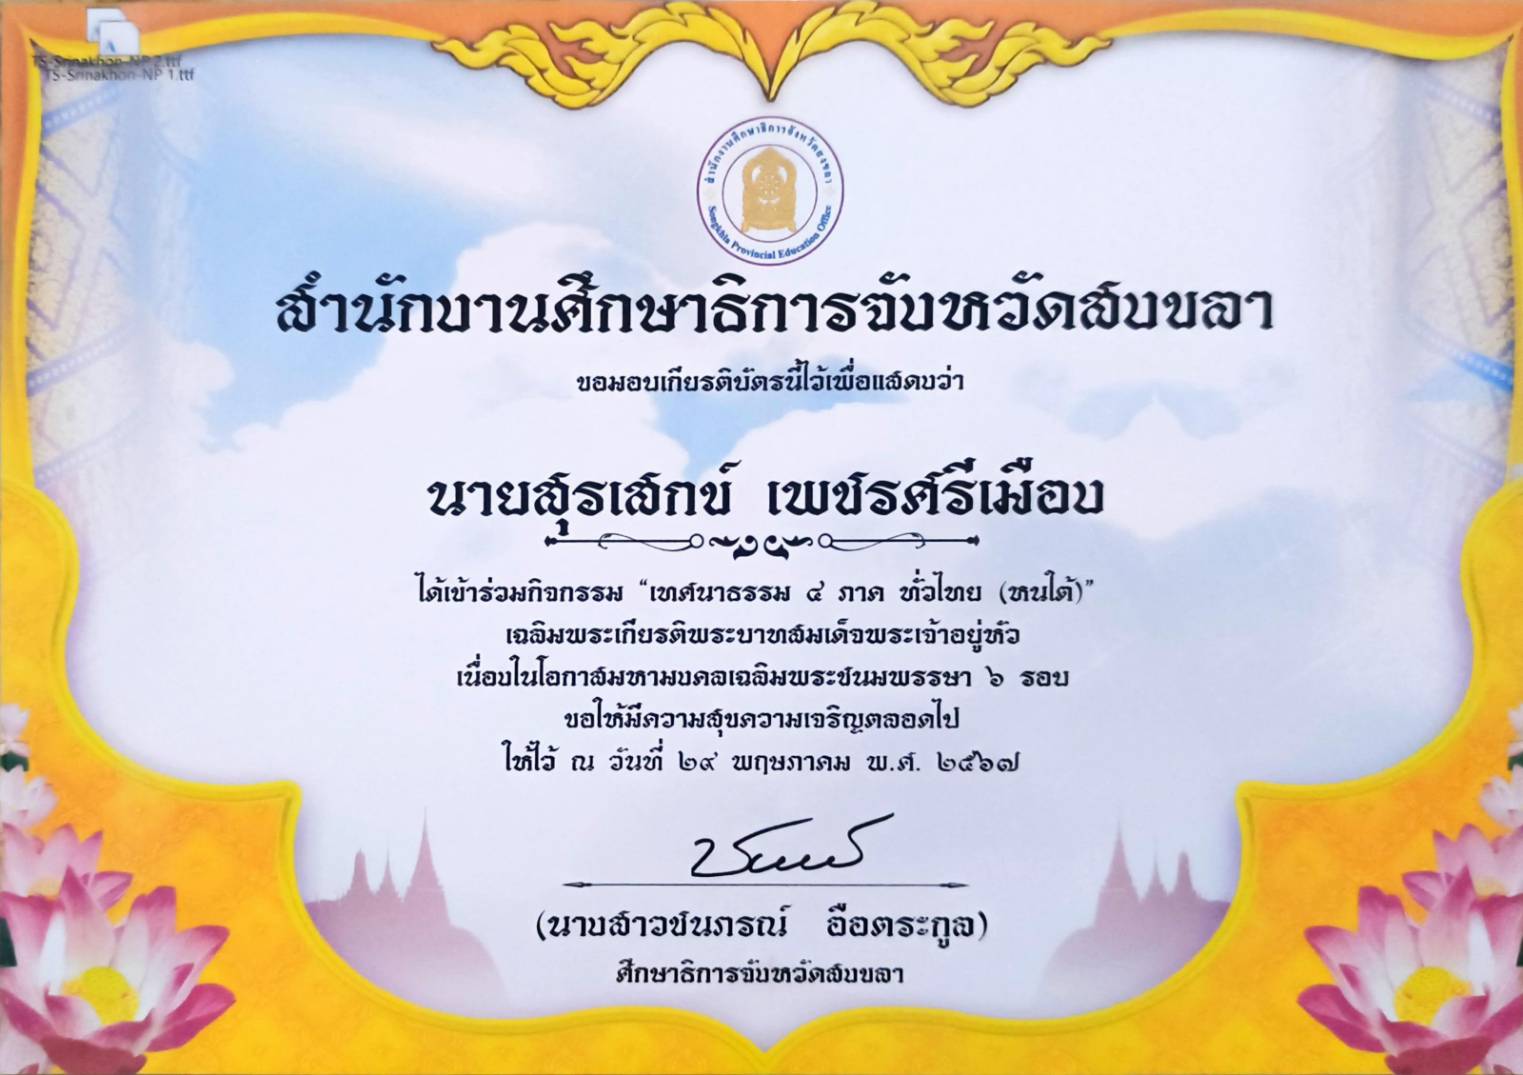 TS-Srinakhon-NP 2.ttf
TS-Srinakhon-NP 1.ttf
สำนักงานศึกษาธิการจังหวัดสงขลา
Songkhla Provincial Education Office
สำนักงานศึกษาธิการจังหวัดสงขลา
ขอมอบเกียรติบัตรนี้ไว้เพื่อแสดงว่า
นายสุรเสกข์ เพชรศรีเมือง
ได้เข้าร่วมกิจกรรม “เทศนาธรรม ๔ ภาค ทั่วไทย (หนใต้)”
เฉลิมพระเกียรติพระบาทสมเด็จพระเจ้าอยู่หัว
เนื่องในโอกาสมหามงคลเฉลิมพระชนมพรรษา ๖ รอบ
ขอให้มีความสุขความเจริญตลอดไป
ให้ไว้ ณ วันที่ ๒๙ พฤษภาคม พ.ศ. ๒๕๖๗
(นางสาวชนภรณ์ อือตระกูล)
ศึกษาธิการจังหวัดสงขลา